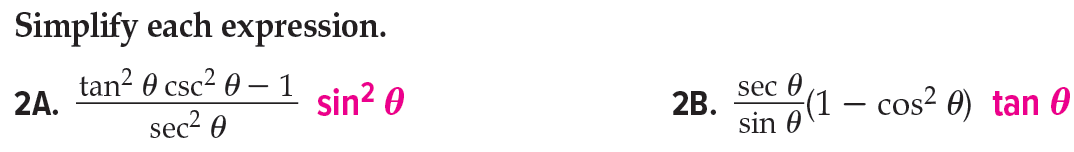 Simplify each expression.
2A. tan² θ csc² θ – 1 / sec² θ sin² θ
2B. sec θ / sin θ (1 – cos² θ) tan θ